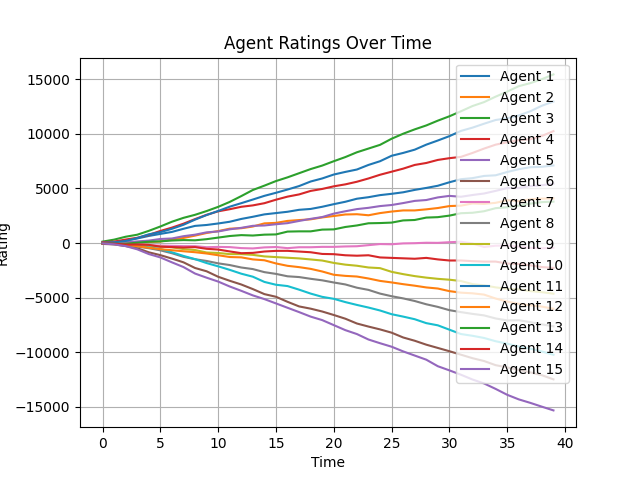 Agent Ratings Over Time
Rating
15000
10000
5000
0
−5000
−10000
−15000
Agent 1
Agent 2
Agent 3
Agent 4
Agent 5
Agent 6
Agent 7
Agent 8
Agent 9
Agent 10
Agent 11
Agent 12
Agent 13
Agent 14
Agent 15
0 5 10 15 20 25 30 35 40
Time